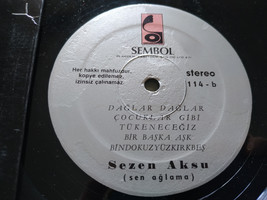 SEMBOL
Her hakkı mahfuzdur.
kopye edilemez,
izinsiz çalınamaz.
stereo
114-b
DAĞLAR DAĞLAR
ÇOCUKLAR GİBİ
TÜKENECEĞİZ
BİR BAŞKA AŞK
BİNDOKUZYÜZKIRKBEŞ
Sezen Aksu
(sen ağlama)